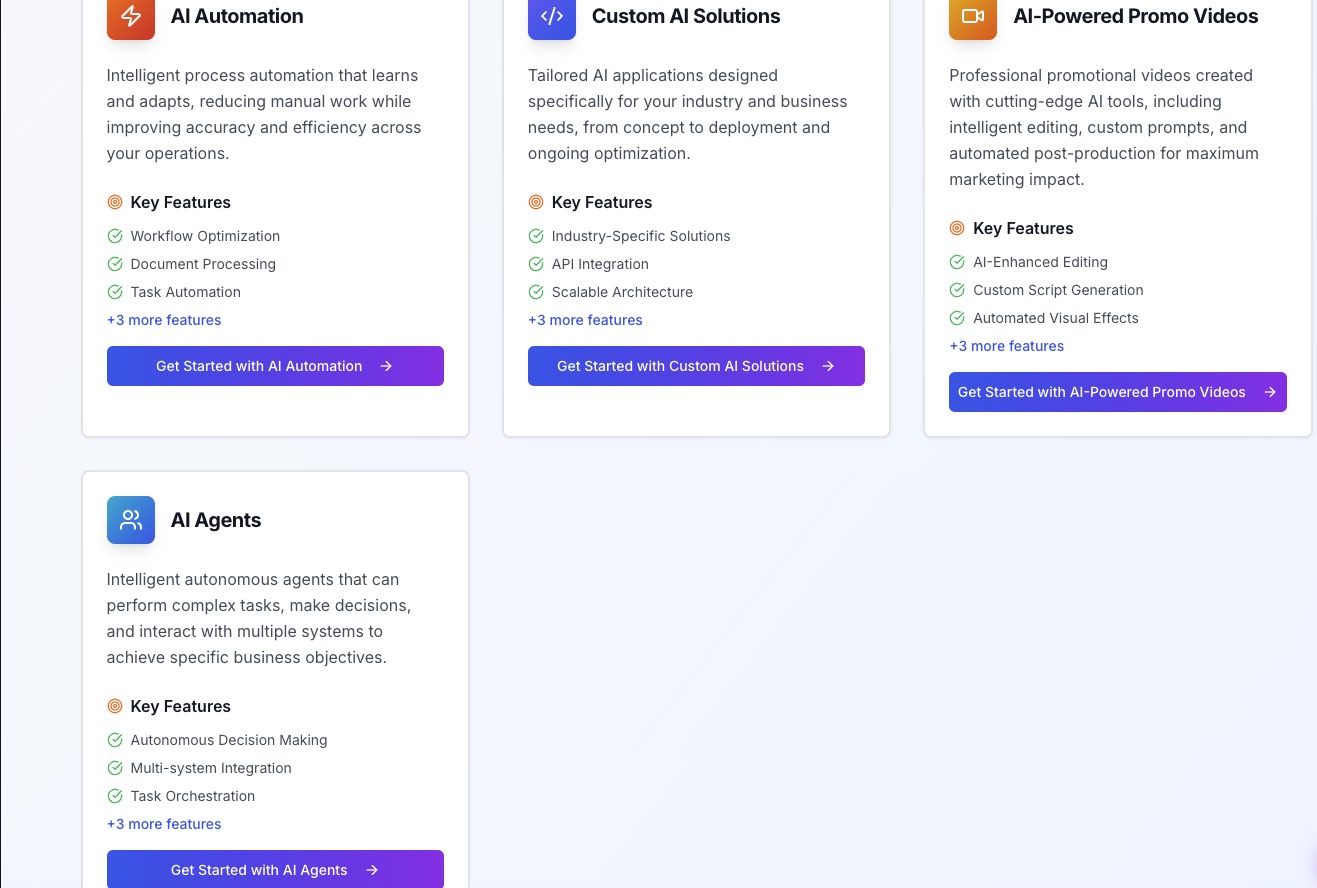 AI Automation
Intelligent process automation that learns
and adapts, reducing manual work while
improving accuracy and efficiency across
your operations.
Key Features
Workflow Optimization
Document Processing
Task Automation
+3 more features
Get Started with AI Automation
Custom AI Solutions
Tailored AI applications designed
specifically for your industry and business
needs, from concept to deployment and
ongoing optimization.
Key Features
Industry-Specific Solutions
API Integration
Scalable Architecture
+3 more features
Get Started with Custom AI Solutions
AI-Powered Promo Videos
Professional promotional videos created
with cutting-edge AI tools, including
intelligent editing, custom prompts, and
automated post-production for maximum
marketing impact.
Key Features
AI-Enhanced Editing
Custom Script Generation
Automated Visual Effects
+3 more features
Get Started with AI-Powered Promo Videos
AI Agents
Intelligent autonomous agents that can
perform complex tasks, make decisions,
and interact with multiple systems to
achieve specific business objectives.
Key Features
Autonomous Decision Making
Multi-system Integration
Task Orchestration
+3 more features
Get Started with AI Agents